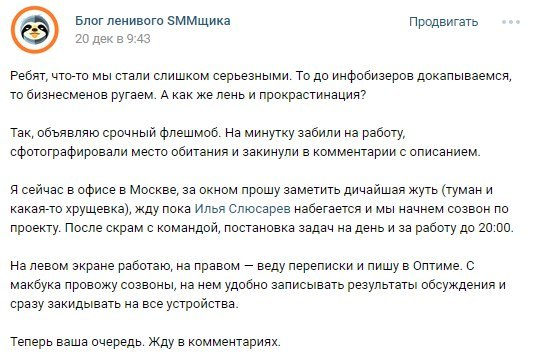 Блог ленивого SMMщика
Продвигать
20 дек в 9:43
Ребят, что-то мы стали слишком серьезными. То до инфобизеров докапываемся,
то бизнесменов ругаем. А как же лень и прокрастинация?
Так, объявляю срочный флешмоб. На минутку забили на работу,
сфотографировали место обитания и закинули в комментарии с описанием.
Я сейчас в офисе в Москве, за окном прошу заметить дичайшая жуть (туман и
какая-то хрущевка), жду пока Илья Слюсарев набегается и мы начнем созвон по
проекту. После скрам с командой, постановка задач на день и за работу до 20:00.
На левом экране работаю, на правом — веду переписки и пишу в Оптиме. С
макбука провожу созвоны, на нем удобно записывать результаты обсуждения и
сразу закидывать на все устройства.
Теперь ваша очередь. Жду в комментариях.